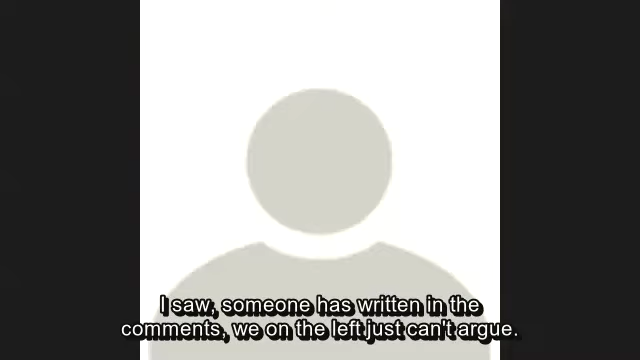 I saw, someone has written in the
comments, we on the left just can't argue.